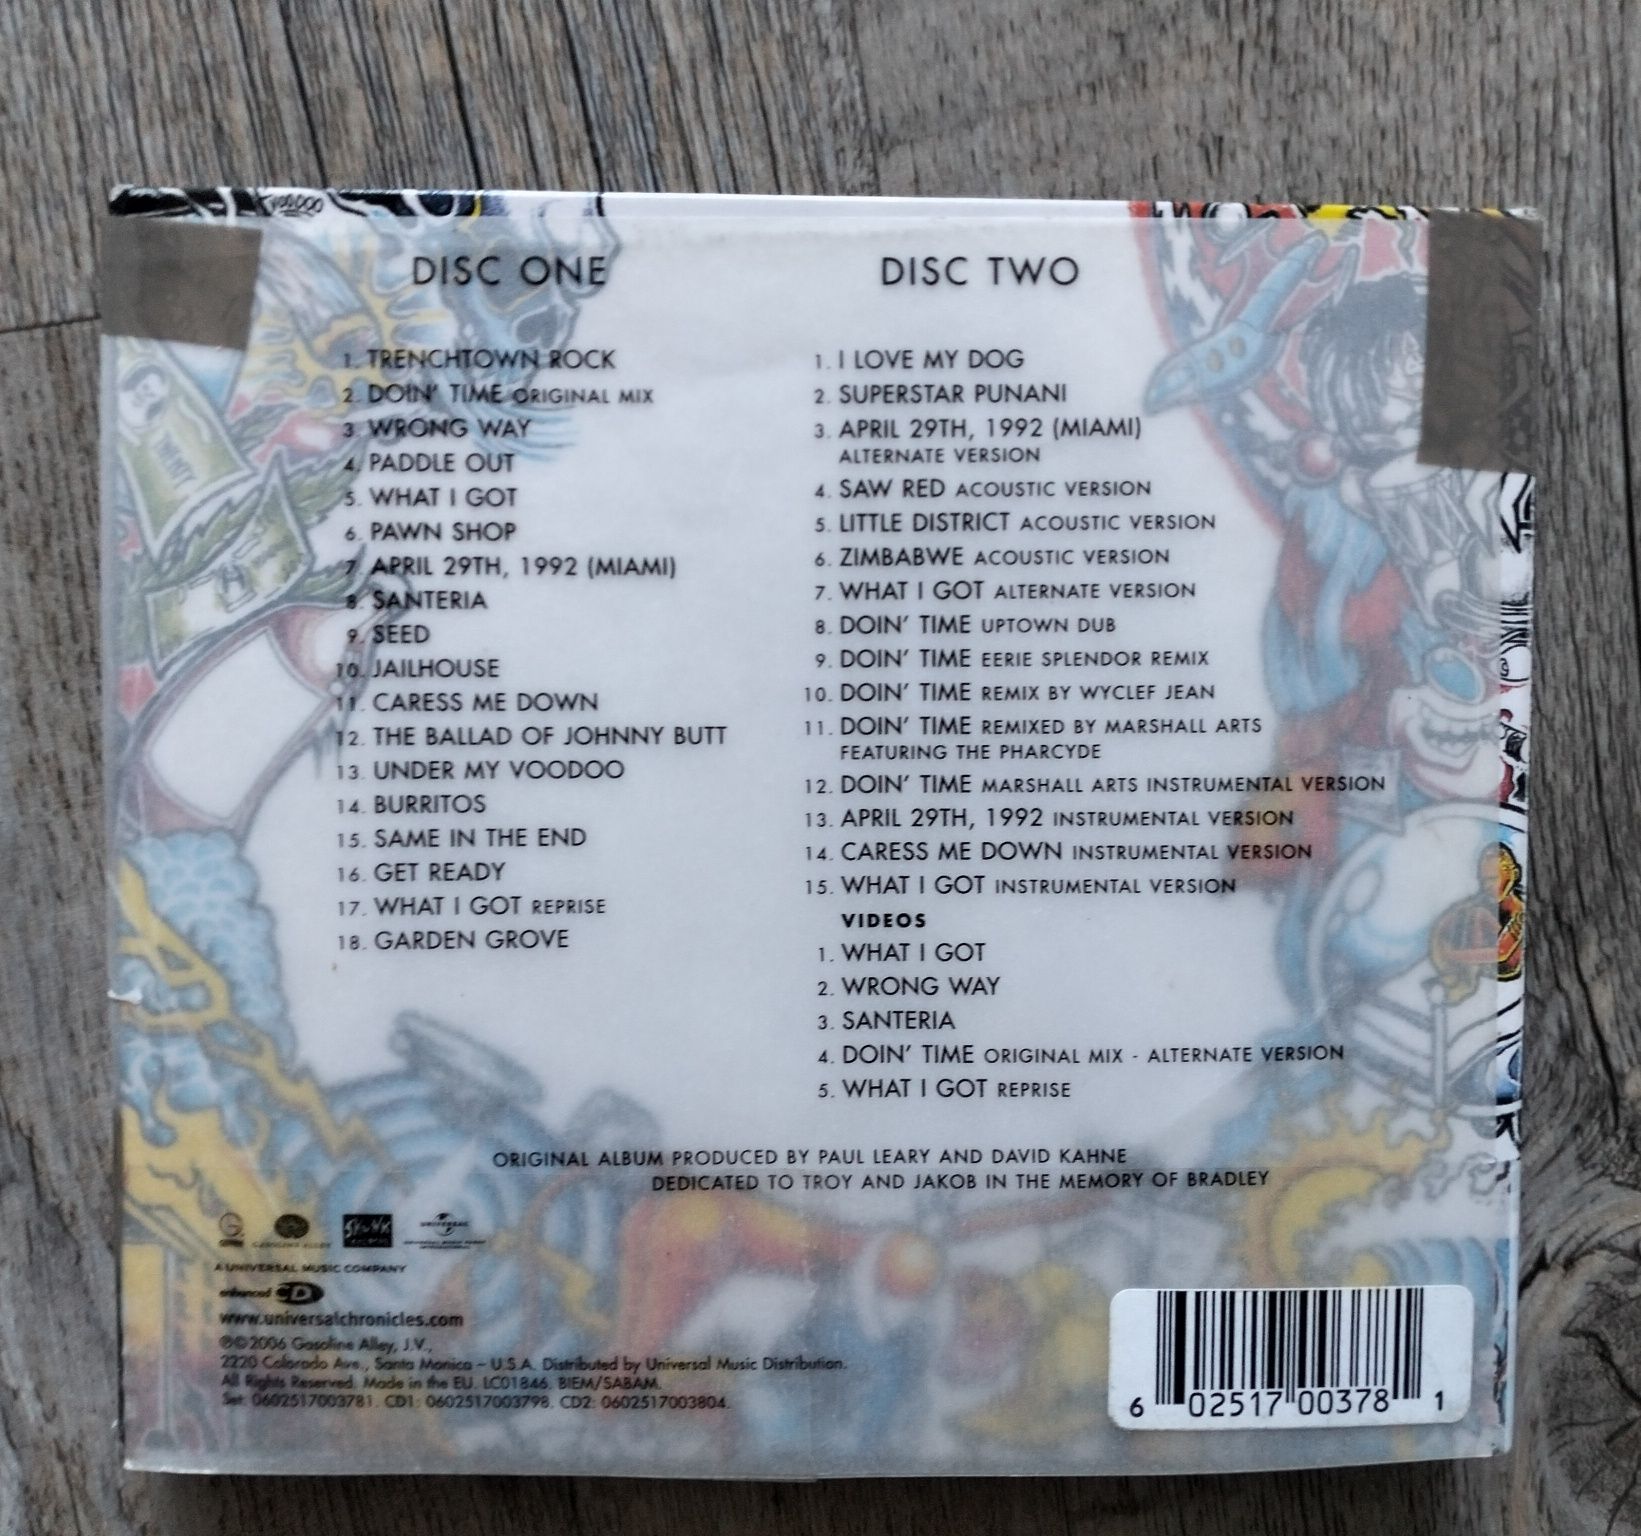 VOODOO
DISC ONE
1. TRENCHTOWN ROCK
2. DOIN' TIME ORIGINAL MIX
3. WRONG WAY
4. PADDLE OUT
5. WHAT I GOT
6. PAWN SHOP
7. APRIL 29TH, 1992 (MIAMI)
8. SANTERIA
9. SEED
10. JAILHOUSE
11. CARESS ME DOWN
12. THE BALLAD OF JOHNNY BUTT
13. UNDER MY VOODOO
14. BURRITOS
15. SAME IN THE END
16. GET READY
17. WHAT I GOT REPRISE
18. GARDEN GROVE
DISC TWO
1. I LOVE MY DOG
2. SUPERSTAR PUNANI
3. APRIL 29TH, 1992 (MIAMI)
ALTERNATE VERSION
4. SAW RED ACOUSTIC VERSION
5. LITTLE DISTRICT ACOUSTIC VERSION
6. ZIMBABWE ACOUSTIC VERSION
7. WHAT I GOT ALTERNATE VERSION
8. DOIN' TIME UPTOWN DUB
9. DOIN' TIME EERIE SPLENDOR REMIX
10. DOIN' TIME REMIX BY WYCLEF JEAN
11. DOIN' TIME REMIXED BY MARSHALL ARTS
FEATURING THE PHARCYDE
12. DOIN' TIME MARSHALL ARTS INSTRUMENTAL VERSION
13. APRIL 29TH, 1992 INSTRUMENTAL VERSION
14. CARESS ME DOWN INSTRUMENTAL VERSION
15. WHAT I GOT INSTRUMENTAL VERSION
VIDEOS
1. WHAT I GOT
2. WRONG WAY
3. SANTERIA
4. DOIN' TIME ORIGINAL MIX - ALTERNATE VERSION
5. WHAT I GOT REPRISE
ORIGINAL ALBUM PRODUCED BY PAUL LEARY AND DAVID KAHNE
DEDICATED TO TROY AND JAKOB IN THE MEMORY OF BRADLEY
SKUNK
UNIVERSAL
A UNIVERSAL MUSIC COMPANY
enhanced CD
www.universalchronicles.com
℗©2006 Gasoline Alley, J.V.,
2220 Colorado Ave., Santa Monica – U.S.A. Distributed by Universal Music Distribution.
All Rights Reserved. Made in the EU. LC01846. BIEM/SABAM.
Set: 0602517003781. CD1: 0602517003798. CD2: 0602517003804.
6 02517 00378 1